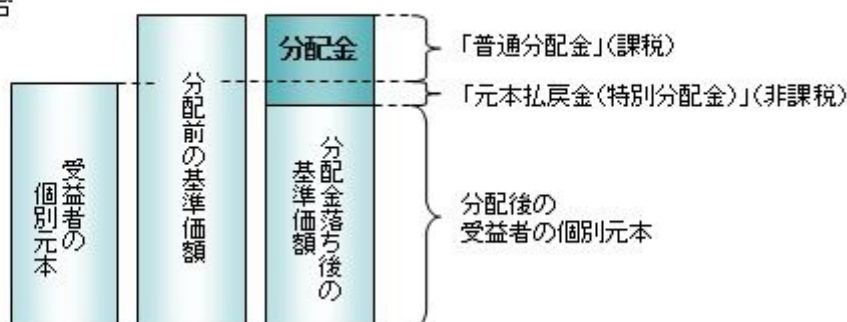 分配金
「普通分配金」(課税)
「元本払戻金(特別分配金)」(非課税)
受益者の
個別元本
分配前の基準価額
分配金落ち後の
基準価額
分配後の
受益者の個別元本